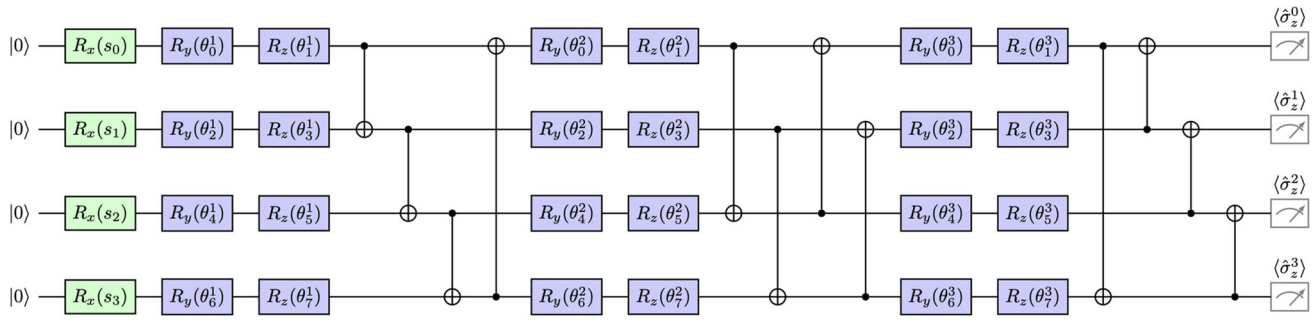 ⟨σ̂_z^0⟩
|0⟩ R_x(s_0) R_y(θ_0^1) R_z(θ_1^1) R_y(θ_0^2) R_z(θ_1^2) R_y(θ_0^3) R_z(θ_1^3)
⟨σ̂_z^1⟩
|0⟩ R_x(s_1) R_y(θ_2^1) R_z(θ_3^1) R_y(θ_2^2) R_z(θ_3^2) R_y(θ_2^3) R_z(θ_3^3)
⟨σ̂_z^2⟩
|0⟩ R_x(s_2) R_y(θ_4^1) R_z(θ_5^1) R_y(θ_4^2) R_z(θ_5^2) R_y(θ_4^3) R_z(θ_5^3)
⟨σ̂_z^3⟩
|0⟩ R_x(s_3) R_y(θ_6^1) R_z(θ_7^1) R_y(θ_6^2) R_z(θ_7^2) R_y(θ_6^3) R_z(θ_7^3)